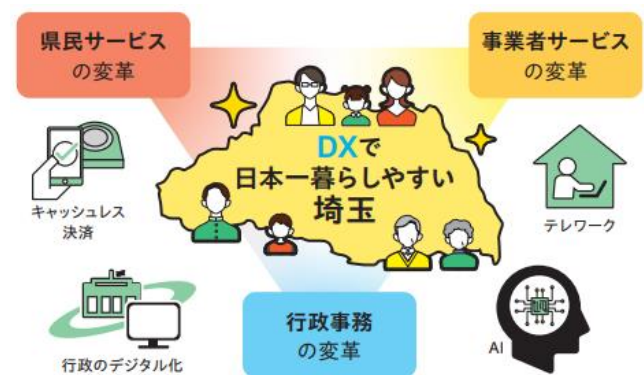 県民サービス
の変革
事業者サービス
の変革
DXで
日本一暮らしやすい
埼玉
キャッシュレス
決済
テレワーク
行政のデジタル化
行政事務
の変革
AI